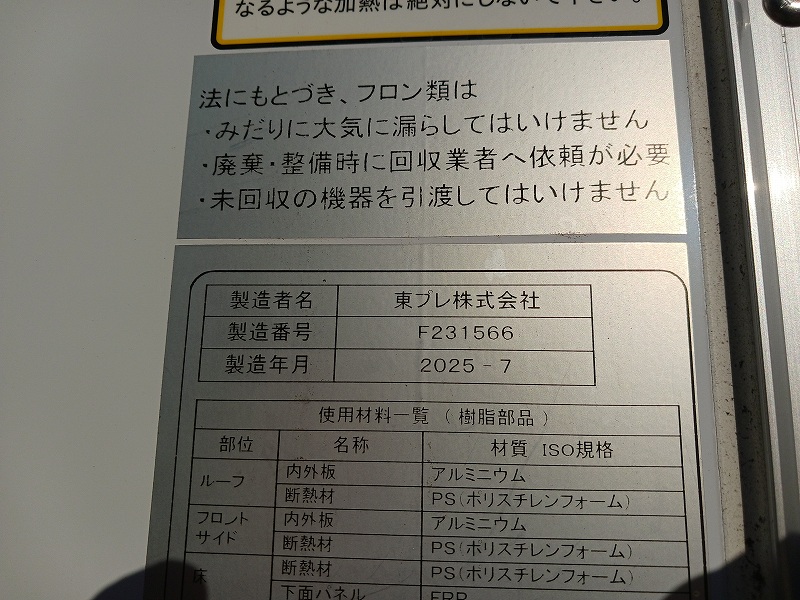 なるような加熱は絶対にしないで下さい。
法にもとづき、フロン類は
・みだりに大気に漏らしてはいけません
・廃棄・整備時に回収業者へ依頼が必要
・未回収の機器を引渡してはいけません
製造者名 東プレ株式会社
製造番号 F231566
製造年月 2025-7
使用材料一覧 (樹脂部品)
部位 名称 材質 ISO規格
ルーフ 内外板 アルミニウム
断熱材 PS(ポリスチレンフォーム)
フロント
サイド
内外板 アルミニウム
断熱材 PS(ポリスチレンフォーム)
床 断熱材 PS(ポリスチレンフォーム)
下面パネル FRP